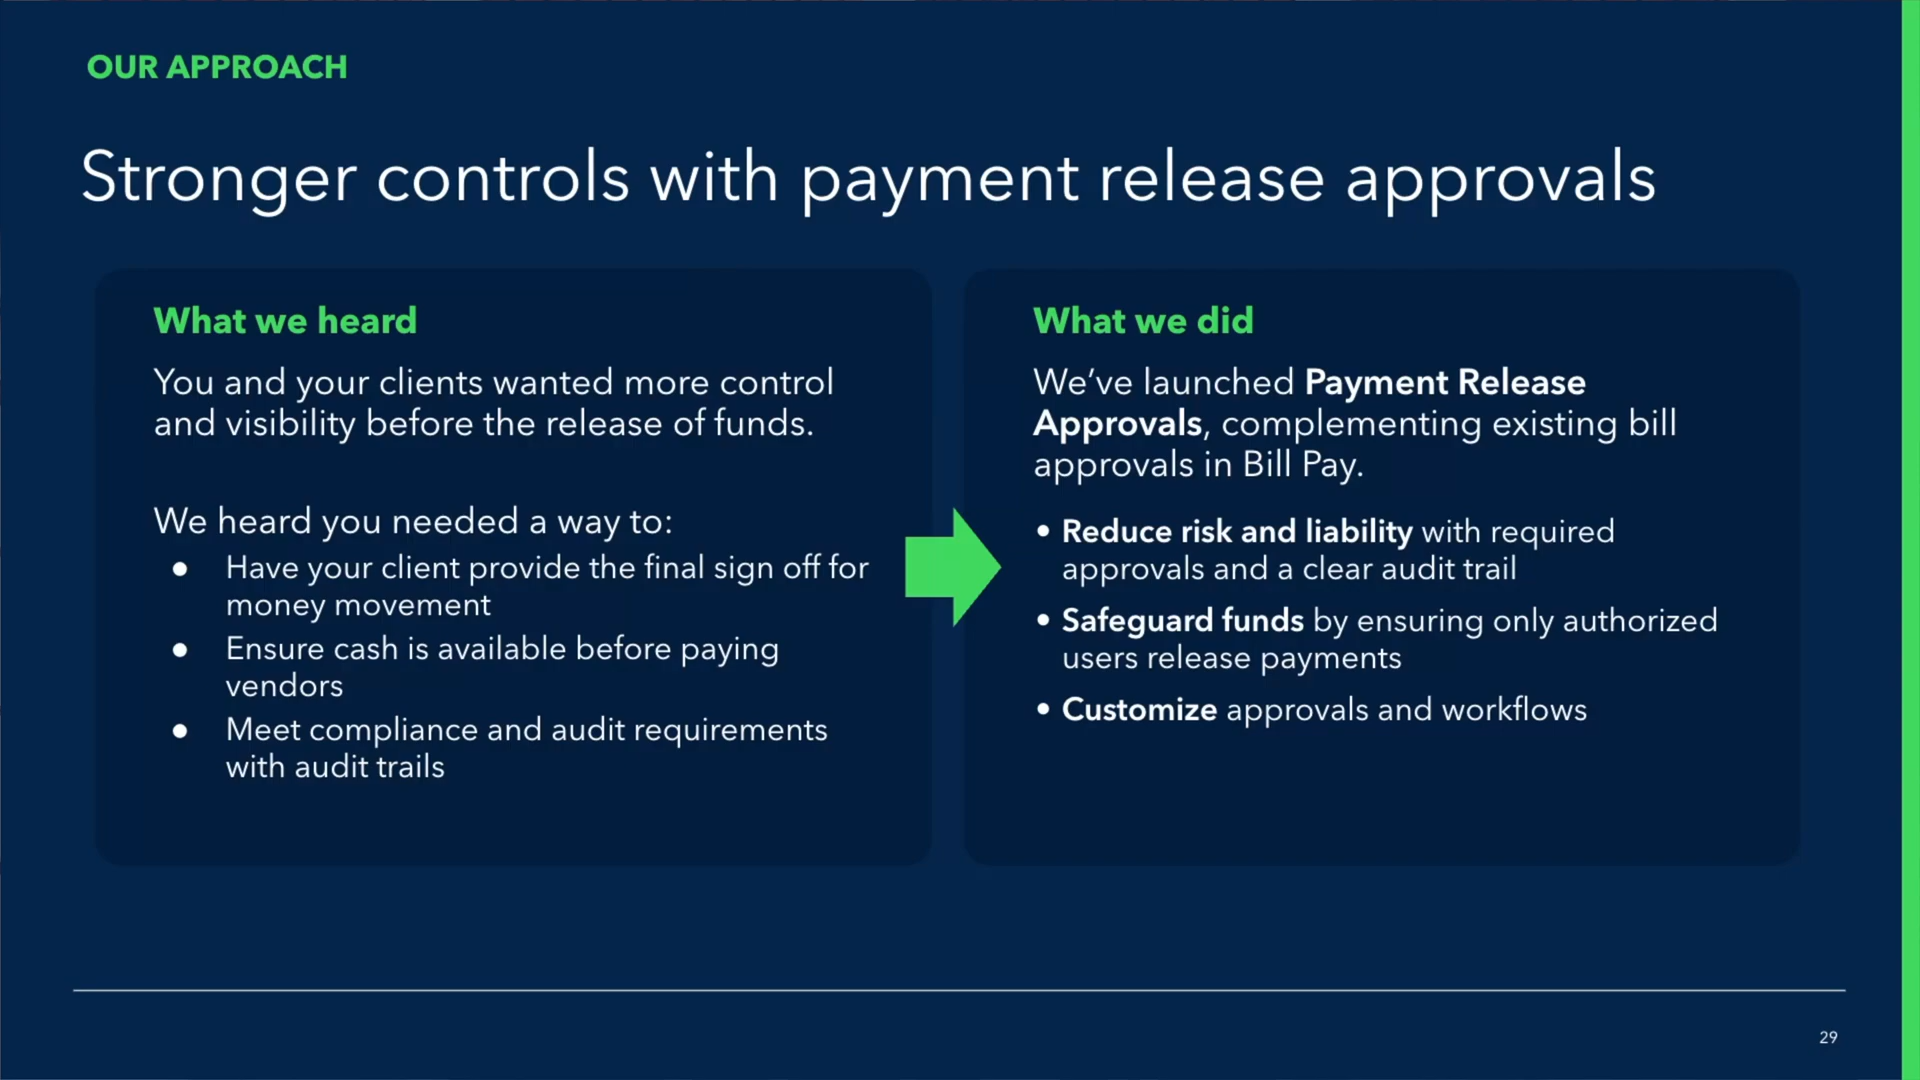 OUR APPROACH
Stronger controls with payment release approvals
What we heard
You and your clients wanted more control
and visibility before the release of funds.
We heard you needed a way to:
● Have your client provide the final sign off for
money movement
● Ensure cash is available before paying
vendors
● Meet compliance and audit requirements
with audit trails
What we did
We’ve launched Payment Release
Approvals, complementing existing bill
approvals in Bill Pay.
• Reduce risk and liability with required
approvals and a clear audit trail
• Safeguard funds by ensuring only authorized
users release payments
• Customize approvals and workflows
29